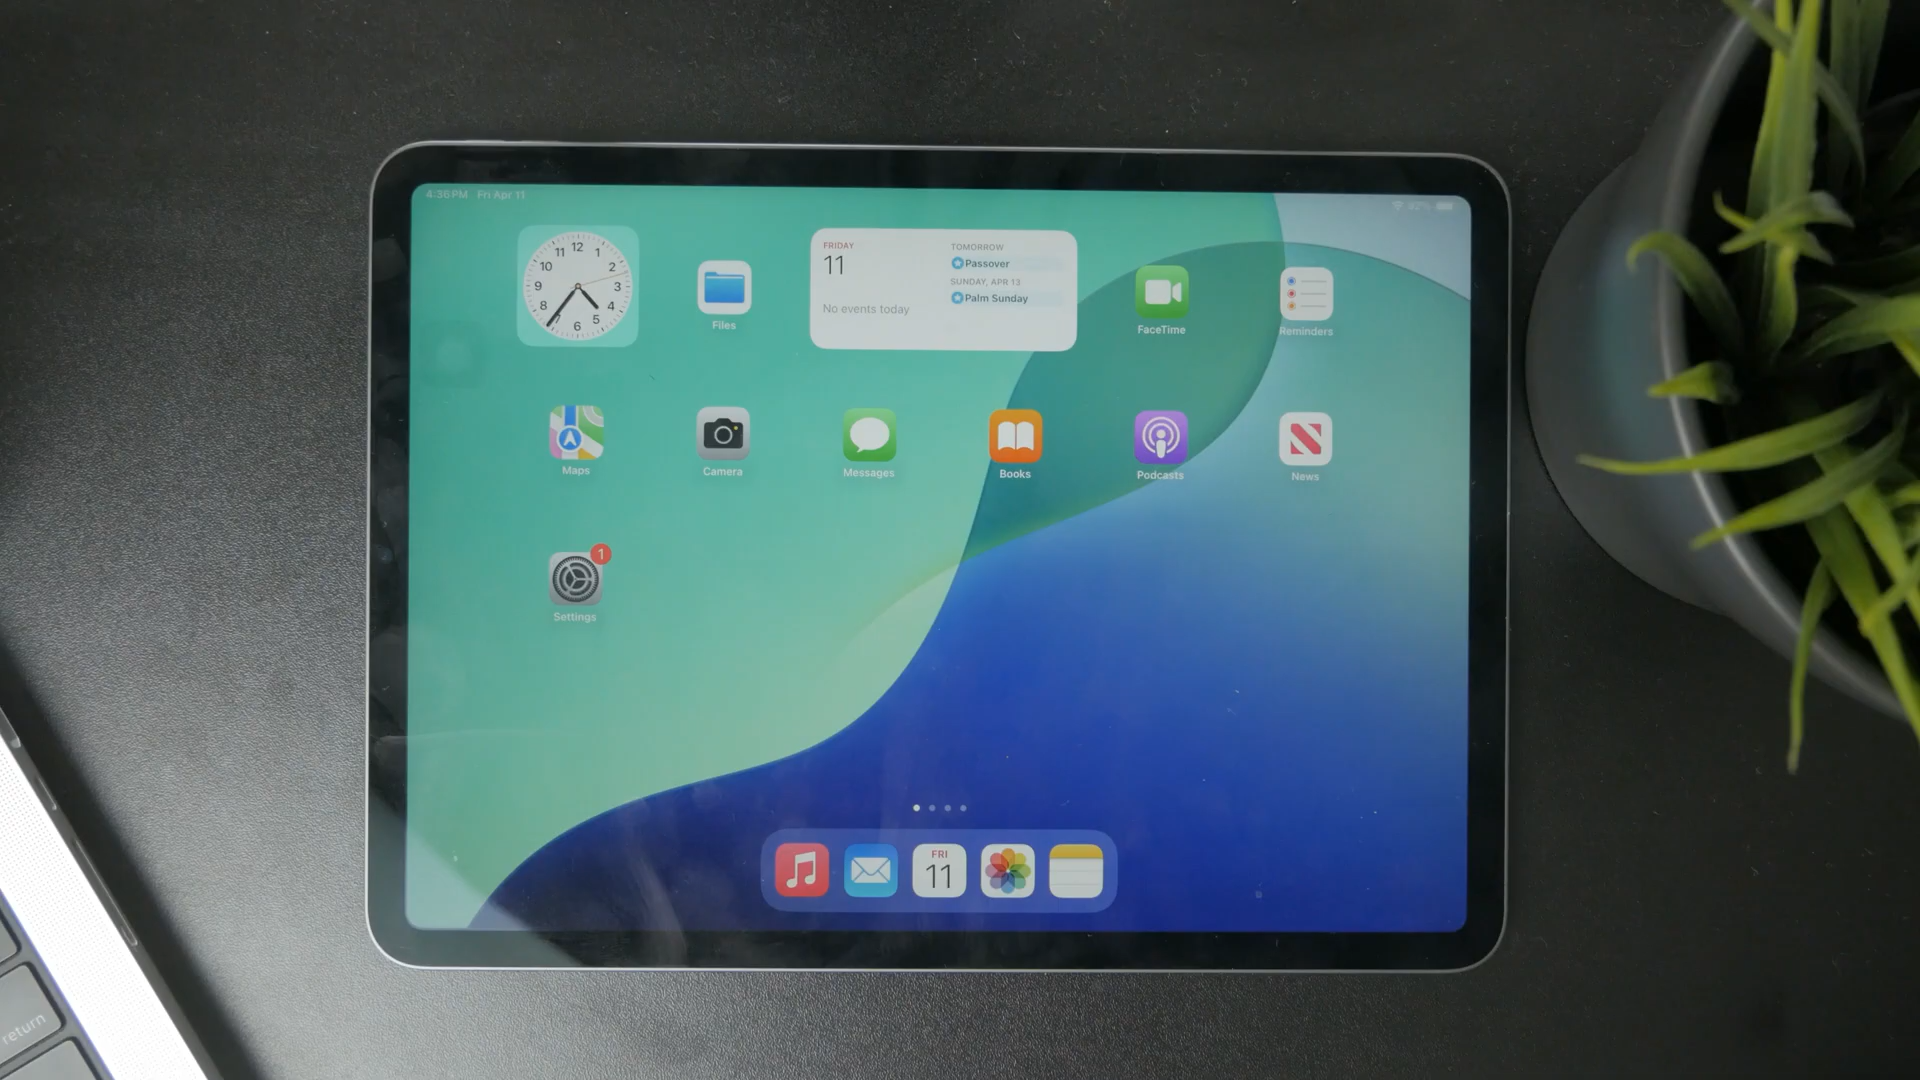 4:36 PM Fri Apr 11
12
11 1
10 2
9 3
8 4
7 5
6
Files
FRIDAY
11
No events today
TOMORROW
Passover
SUNDAY, APR 13
Palm Sunday
FaceTime
Reminders
Maps
Camera
Messages
Books
Podcasts
News
1
Settings
FRI
11
return